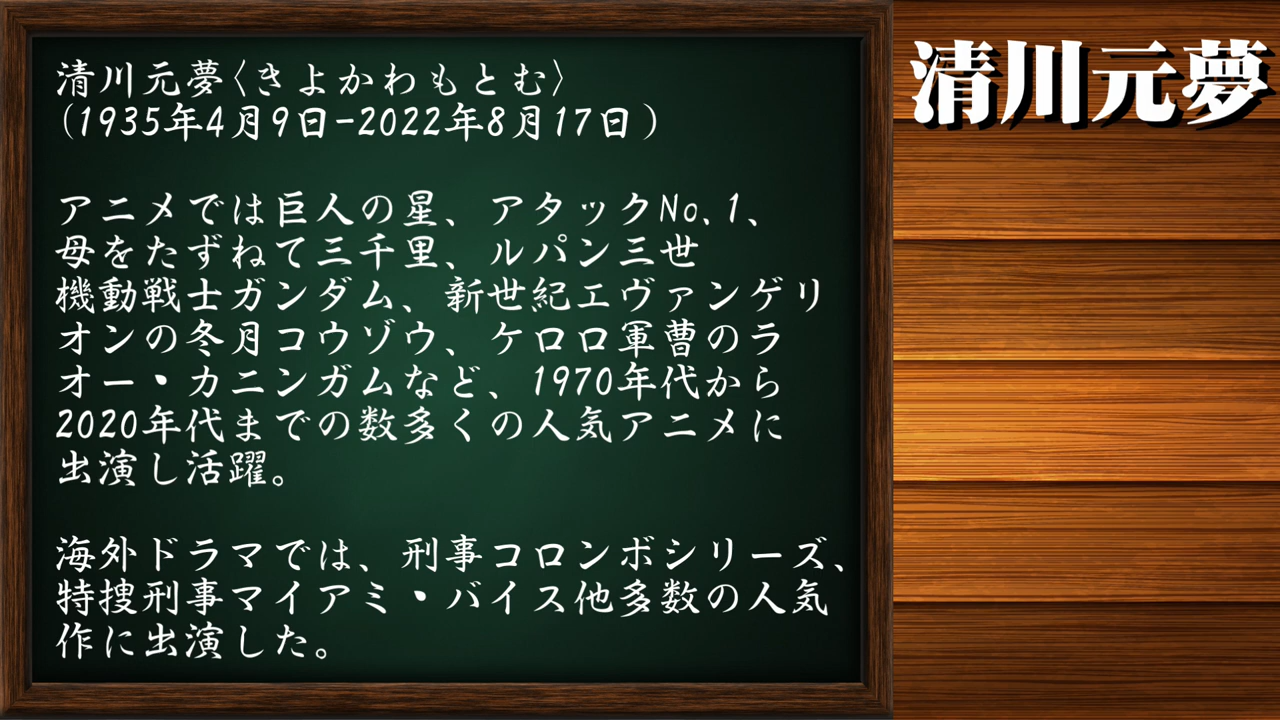 清川元夢〈きよかわもとむ〉
(1935年4月9日-2022年8月17日)
アニメでは巨人の星、アタックNo.1、
母をたずねて三千里、ルパン三世
機動戦士ガンダム、新世紀エヴァンゲリ
オンの冬月コウゾウ、ケロロ軍曹のラ
オー・カニンガムなど、1970年代から
2020年代までの数多くの人気アニメに
出演し活躍。
海外ドラマでは、刑事コロンボシリーズ、
特捜刑事マイアミ・バイス他多数の人気
作に出演した。
清川元夢